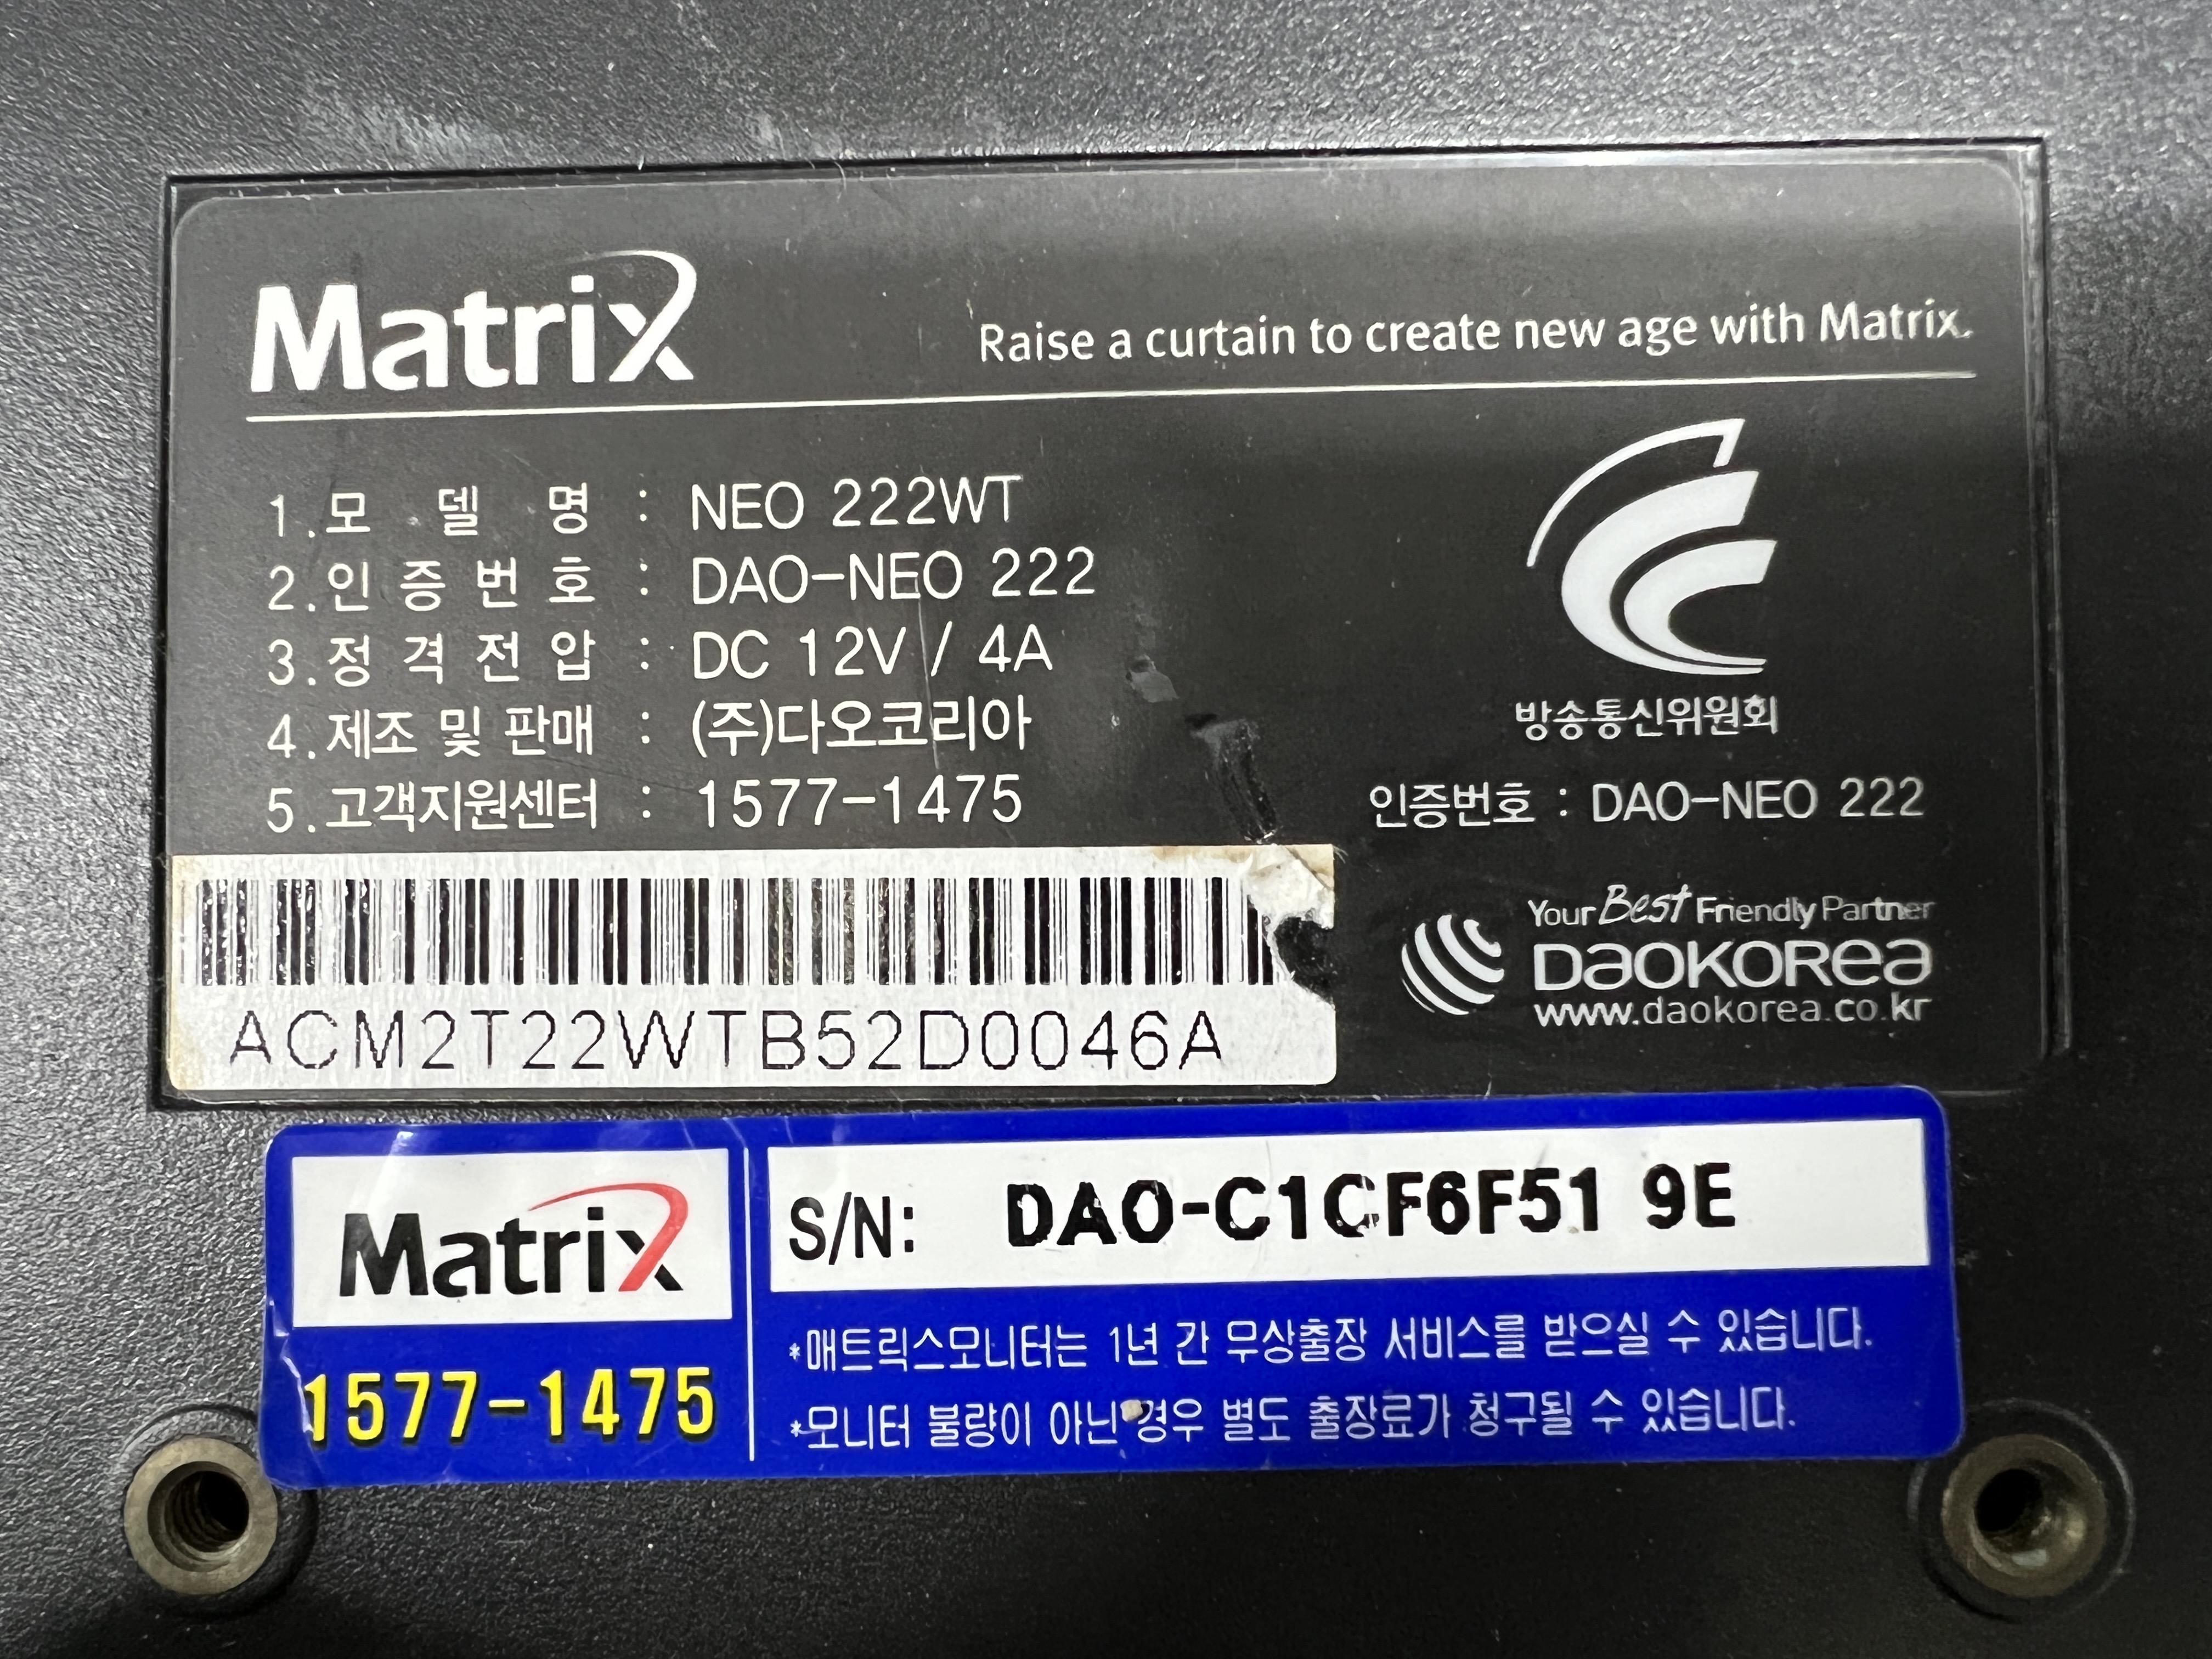 Matrix
Raise a curtain to create new age with Matrix.
1.모 델 명 : NEO 222WT
2.인 증 번 호 : DAO-NEO 222
3.정 격 전 압 : DC 12V / 4A
4.제조 및 판매 : (주)다오코리아
5.고객지원센터 : 1577-1475
방송통신위원회
인증번호 : DAO-NEO 222
ACM2T22WTB52D0046A
Your Best Friendly Partner
DAOKOREA
www.daokorea.co.kr
Matrix
1577-1475
S/N: DAO-C1CF6F51 9E
*매트릭스모니터는 1년 간 무상출장 서비스를 받으실 수 있습니다.
*모니터 불량이 아닌 경우 별도 출장료가 청구될 수 있습니다.